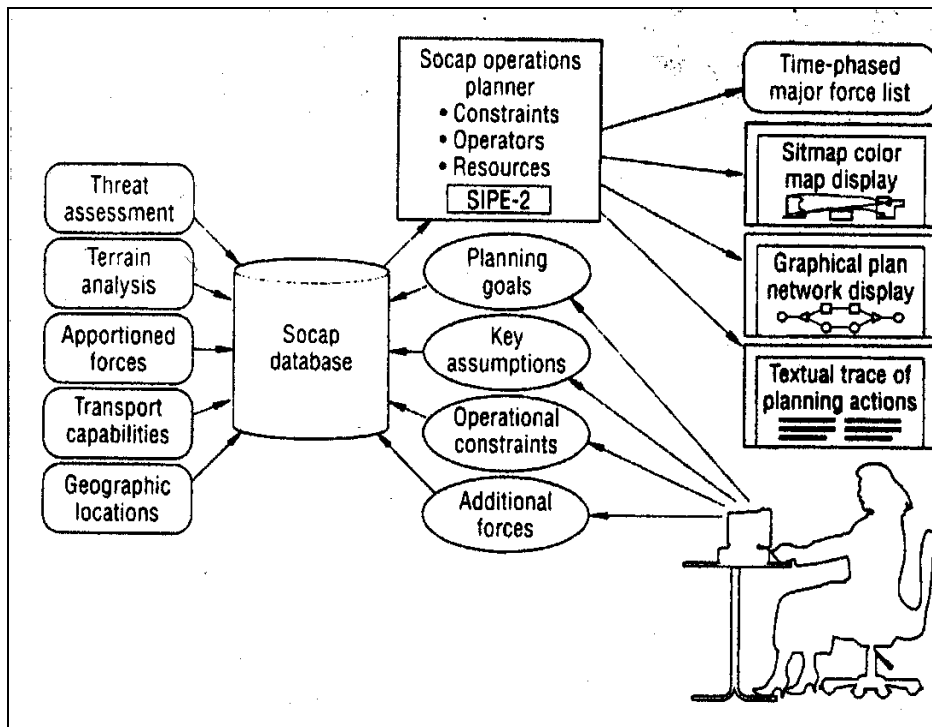 Socap operations
planner
• Constraints
• Operators
• Resources
SIPE-2
Time-phased
major force list
Sitmap color
map display
Graphical plan
network display
Textual trace of
planning actions
Threat
assessment
Terrain
analysis
Apportioned
forces
Transport
capabilities
Geographic
locations
Socap
database
Planning
goals
Key
assumptions
Operational
constraints
Additional
forces